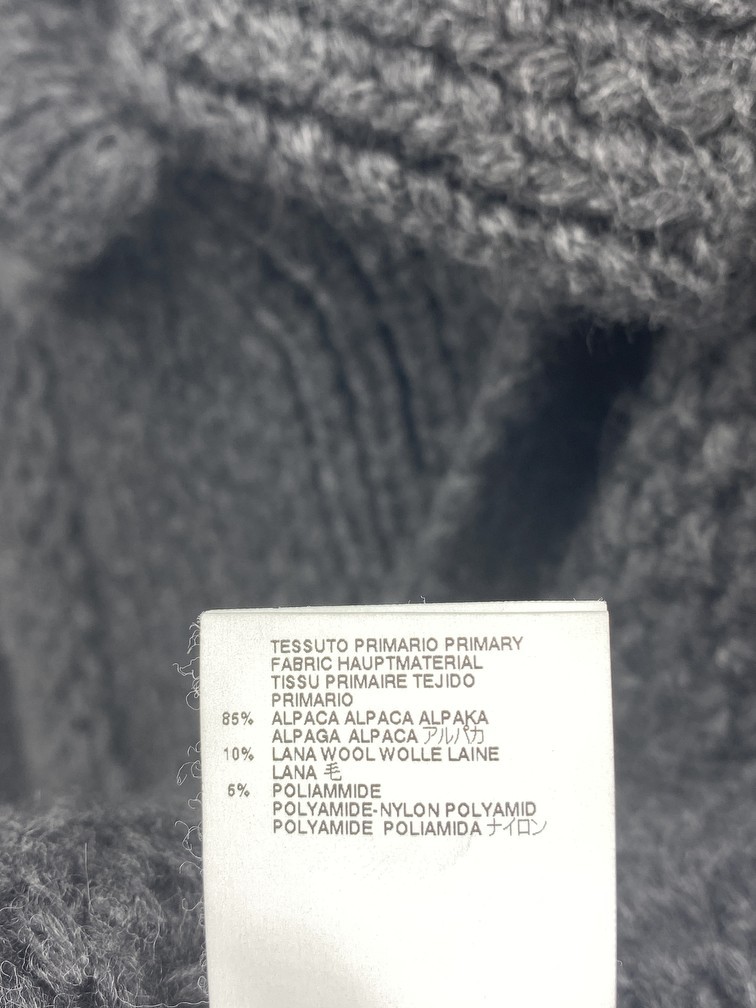 TESSUTO PRIMARIO PRIMARY
FABRIC HAUPTMATERIAL
TISSU PRIMAIRE TEJIDO
PRIMARIO
85% ALPACA ALPACA ALPAKA
ALPAGA ALPACA アルパカ
10% LANA WOOL WOLLE LAINE
LANA 毛
5% POLIAMMIDE
POLYAMIDE-NYLON POLYAMID
POLYAMIDE POLIAMIDA ナイロン